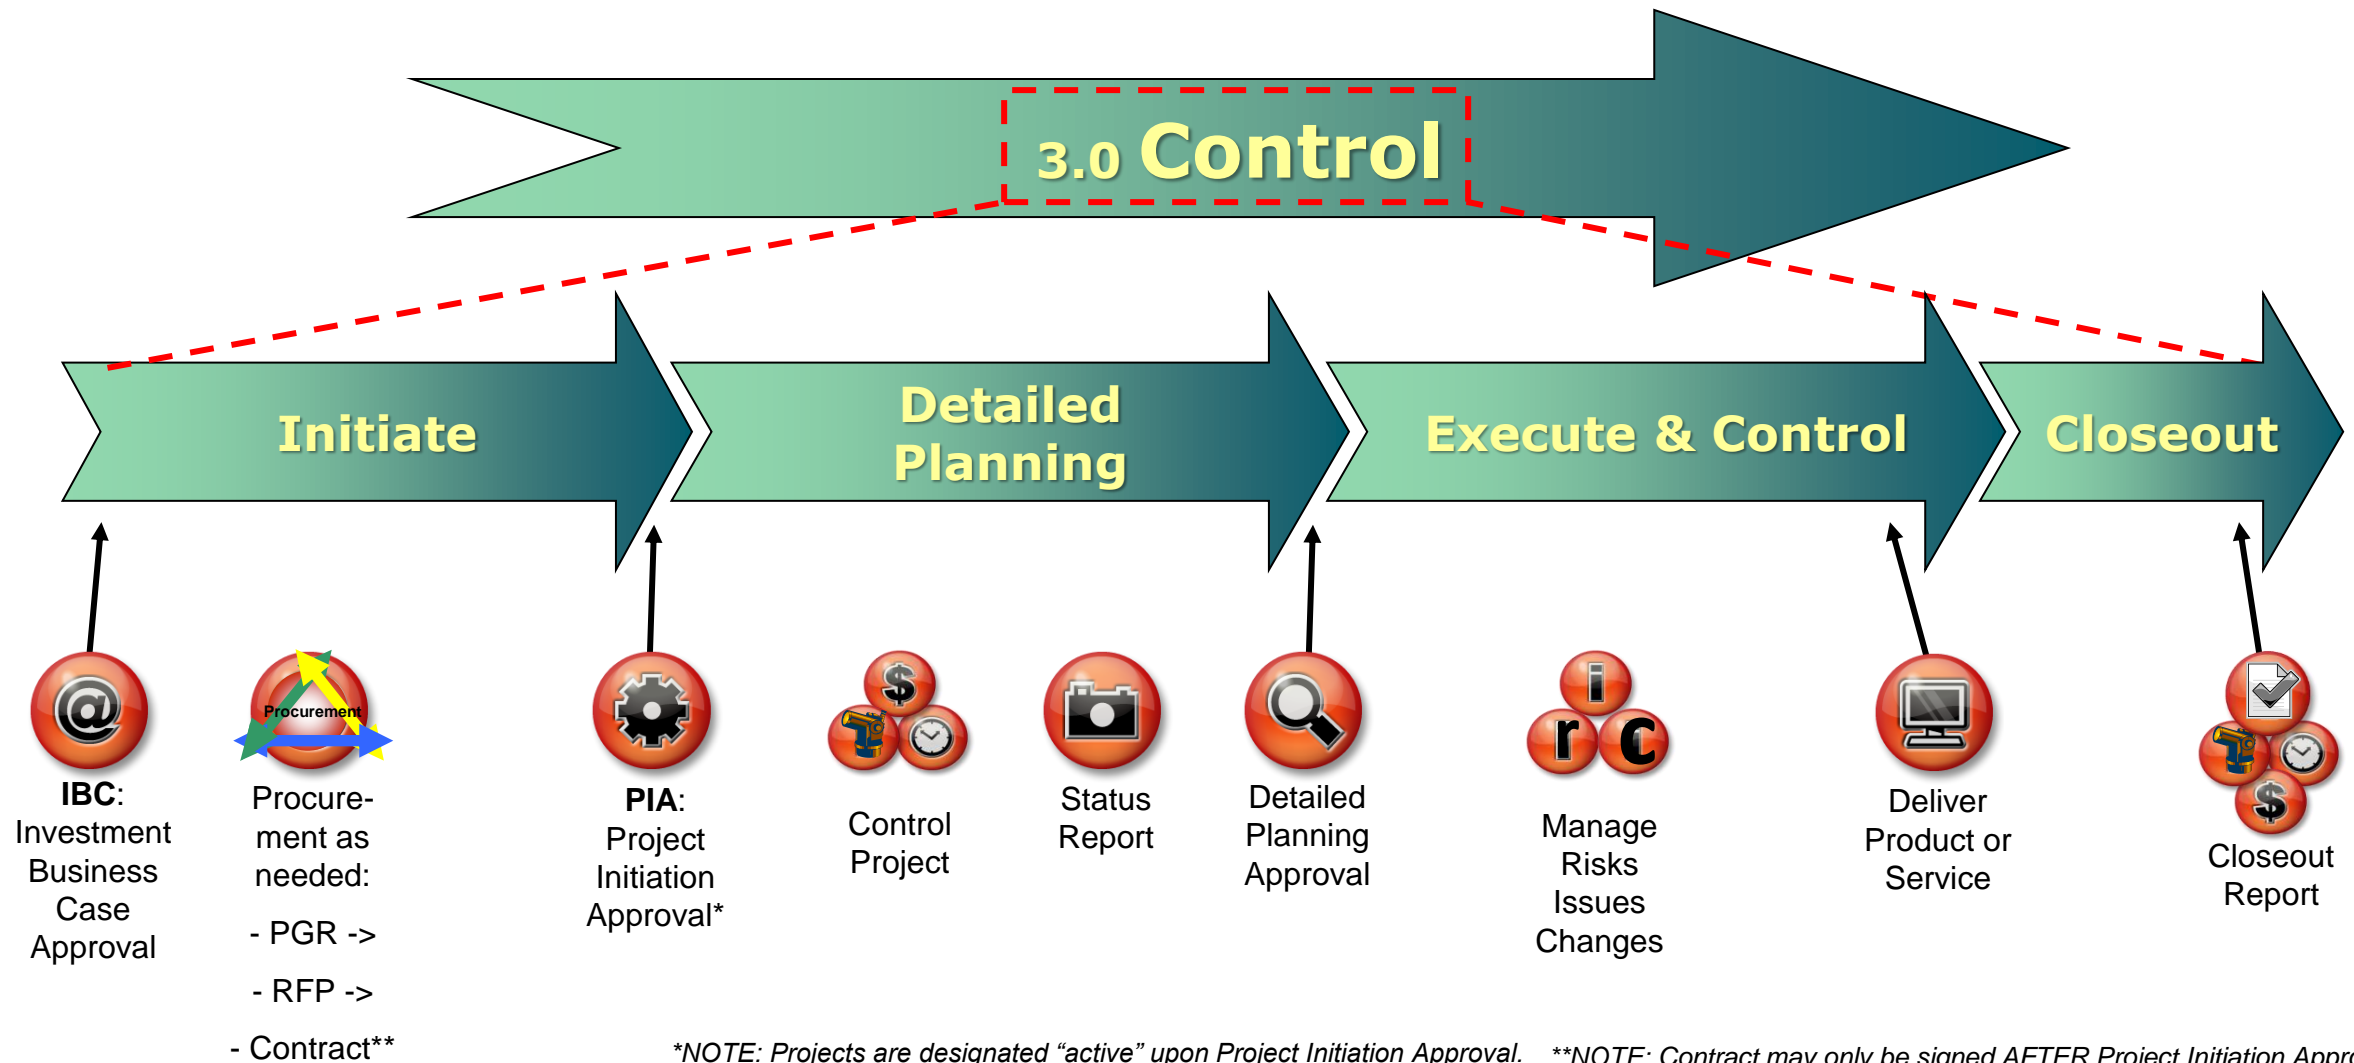 3.0 Control
Initiate
Detailed
Planning
Execute & Control
Closeout
@
Procurement
$
i
r c
$
IBC:
Investment
Business
Case
Approval
Procure-
ment as
needed:
- PGR ->
- RFP ->
- Contract**
PIA:
Project
Initiation
Approval*
Control
Project
Status
Report
Detailed
Planning
Approval
Manage
Risks
Issues
Changes
Deliver
Product or
Service
Closeout
Report
*NOTE: Projects are designated “active” upon Project Initiation Approval.
**NOTE: Contract may only be signed AFTER Project Initiation Appro